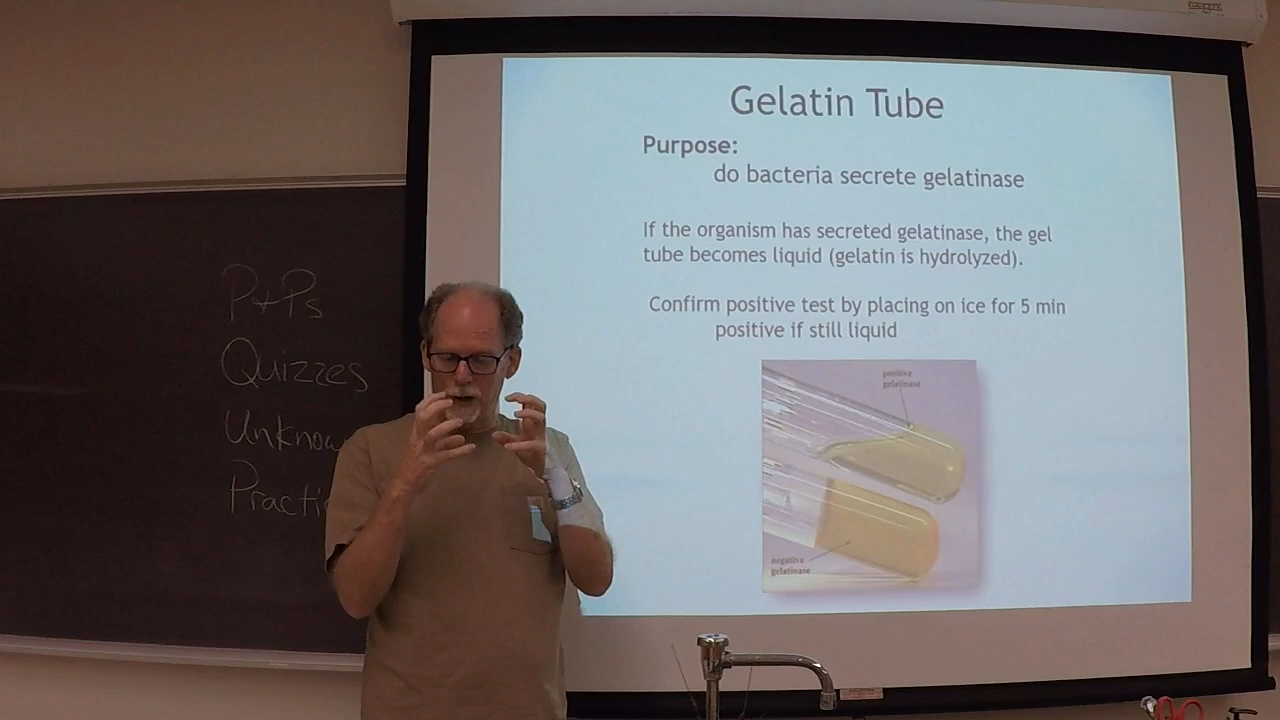 Gelatin Tube
Purpose:
do bacteria secrete gelatinase
If the organism has secreted gelatinase, the gel
tube becomes liquid (gelatin is hydrolyzed).
Confirm positive test by placing on ice for 5 min
positive if still liquid
positive
gelatinase
negative
gelatinase
P+Ps
Quizzes
Unknow
Practi